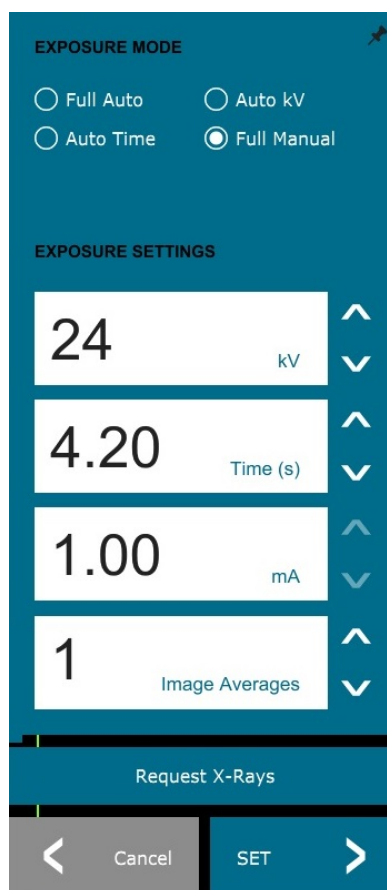 EXPOSURE MODE
Full Auto
Auto kV
Auto Time
Full Manual
EXPOSURE SETTINGS
24
kV
4.20
Time (s)
1.00
mA
1
Image Averages
Request X-Rays
Cancel
SET